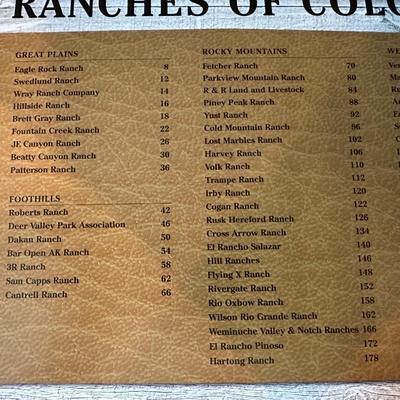 RANCHES OF COLO
GREAT PLAINS
Eagle Rock Ranch 8
Swedlund Ranch 12
Wray Ranch Company 14
Hillside Ranch 16
Brett Gray Ranch 18
Fountain Creek Ranch 22
JE Canyon Ranch 26
Beatty Canyon Ranch 30
Patterson Ranch 36
FOOTHILLS
Roberts Ranch 42
Deer Valley Park Association 46
Dakan Ranch 50
Bar Open AK Ranch 54
3R Ranch 58
Sam Capps Ranch 62
Cantrell Ranch 66
ROCKY MOUNTAINS
Fetcher Ranch 70
Parkview Mountain Ranch 80
R & R Land and Livestock 84
Piney Peak Ranch 88
Yust Ranch 92
Cold Mountain Ranch 96
Lost Marbles Ranch 102
Harvey Ranch 106
Volk Ranch 110
Trampe Ranch 112
Irby Ranch 120
Cogan Ranch 122
Rusk Hereford Ranch 126
Cross Arrow Ranch 134
El Rancho Salazar 140
Hill Ranches 146
Flying X Ranch 148
Rivergate Ranch 152
Rio Oxbow Ranch 158
Wilson Rio Grande Ranch 162
Weminuche Valley & Notch Ranches 166
El Rancho Pinoso 172
Hartong Ranch 178